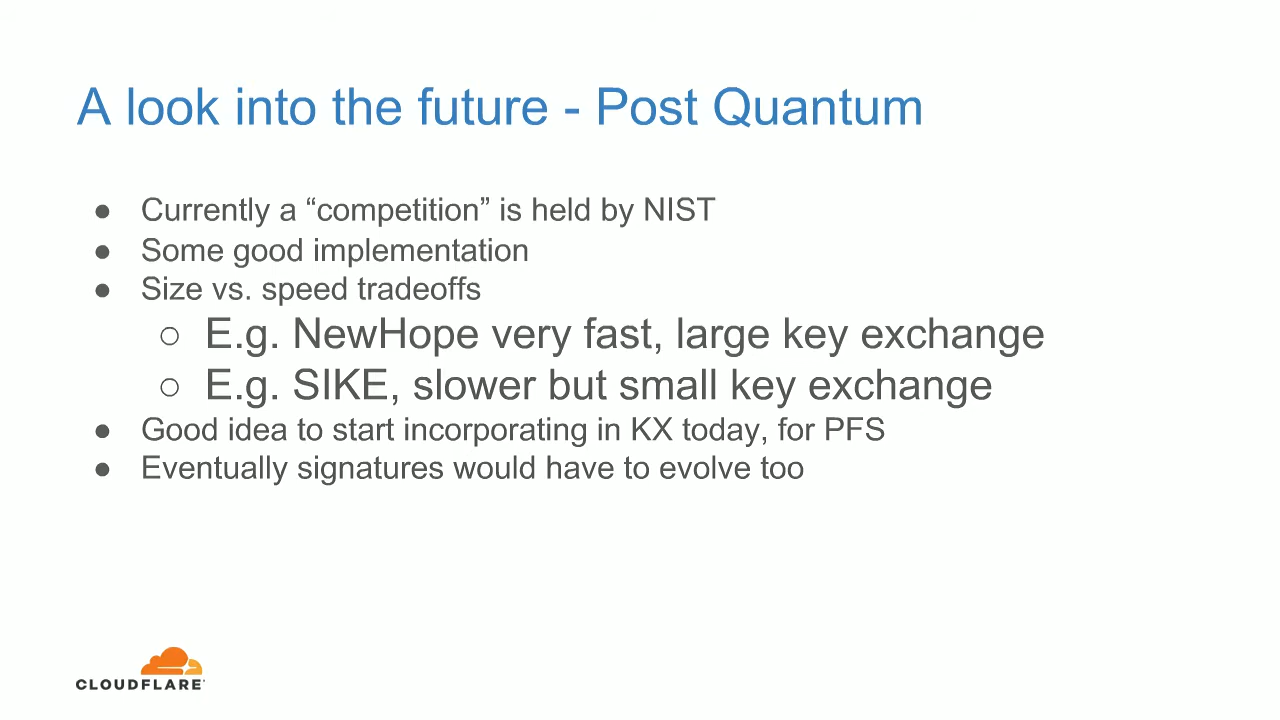 A look into the future - Post Quantum
● Currently a “competition” is held by NIST
● Some good implementation
● Size vs. speed tradeoffs
○ E.g. NewHope very fast, large key exchange
○ E.g. SIKE, slower but small key exchange
● Good idea to start incorporating in KX today, for PFS
● Eventually signatures would have to evolve too
CLOUDFLARE